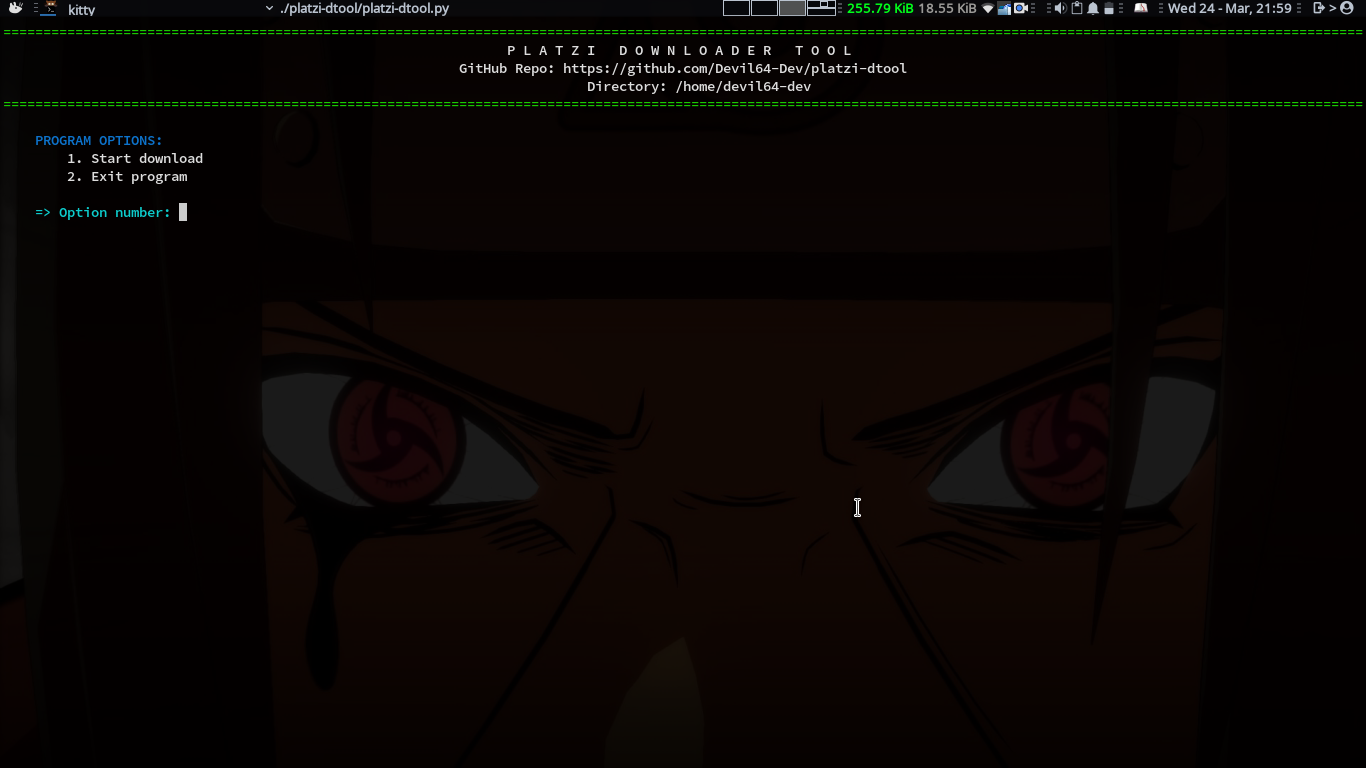 kitty ./platzi-dtool/platzi-dtool.py 255.79 KiB 18.55 KiB Wed 24 - Mar, 21:59 >
================================================================================
P L A T Z I   D O W N L O A D E R   T O O L
GitHub Repo: https://github.com/Devil64-Dev/platzi-dtool
Directory: /home/devil64-dev
================================================================================
PROGRAM OPTIONS:
1. Start download
2. Exit program
=> Option number: